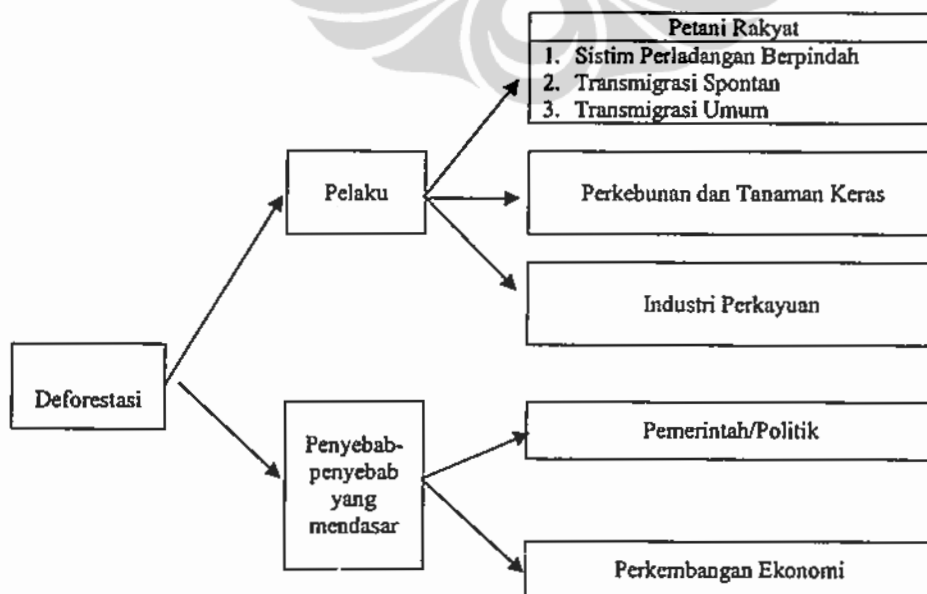 Petani Rakyat
1. Sistim Perladangan Berpindah
2. Transmigrasi Spontan
3. Transmigrasi Umum
Pelaku
Perkebunan dan Tanaman Keras
Industri Perkayuan
Deforestasi
Penyebab-
penyebab
yang
mendasar
Pemerintah/Politik
Perkembangan Ekonomi